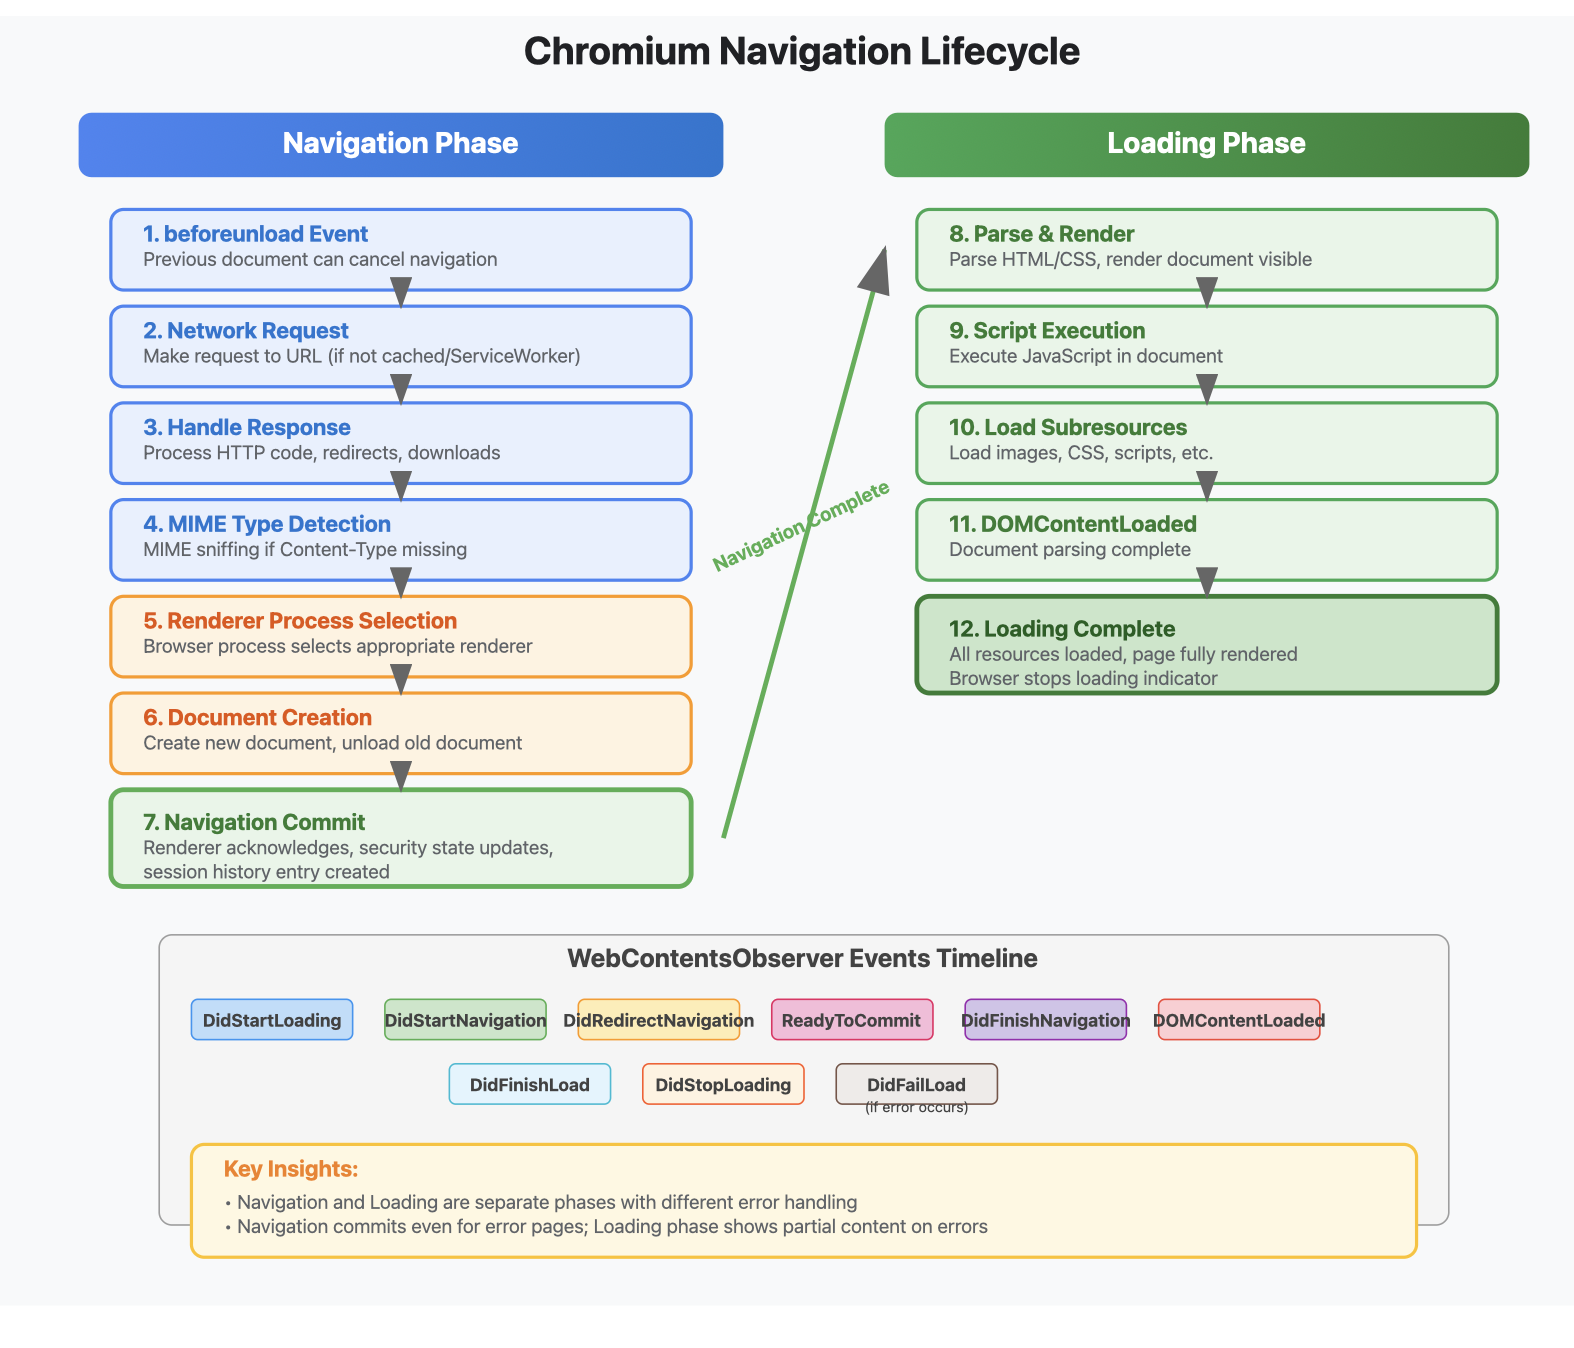 Chromium Navigation Lifecycle
Navigation Phase
1. beforeunload Event
Previous document can cancel navigation
2. Network Request
Make request to URL (if not cached/ServiceWorker)
3. Handle Response
Process HTTP code, redirects, downloads
4. MIME Type Detection
MIME sniffing if Content-Type missing
5. Renderer Process Selection
Browser process selects appropriate renderer
6. Document Creation
Create new document, unload old document
7. Navigation Commit
Renderer acknowledges, security state updates,
session history entry created
Navigation Complete
Loading Phase
8. Parse & Render
Parse HTML/CSS, render document visible
9. Script Execution
Execute JavaScript in document
10. Load Subresources
Load images, CSS, scripts, etc.
11. DOMContentLoaded
Document parsing complete
12. Loading Complete
All resources loaded, page fully rendered
Browser stops loading indicator
WebContentsObserver Events Timeline
DidStartLoading
DidStartNavigation
DidRedirectNavigation
ReadyToCommit
DidFinishNavigation
DOMContentLoaded
DidFinishLoad
DidStopLoading
DidFailLoad
(if error occurs)
Key Insights:
• Navigation and Loading are separate phases with different error handling
• Navigation commits even for error pages; Loading phase shows partial content on errors